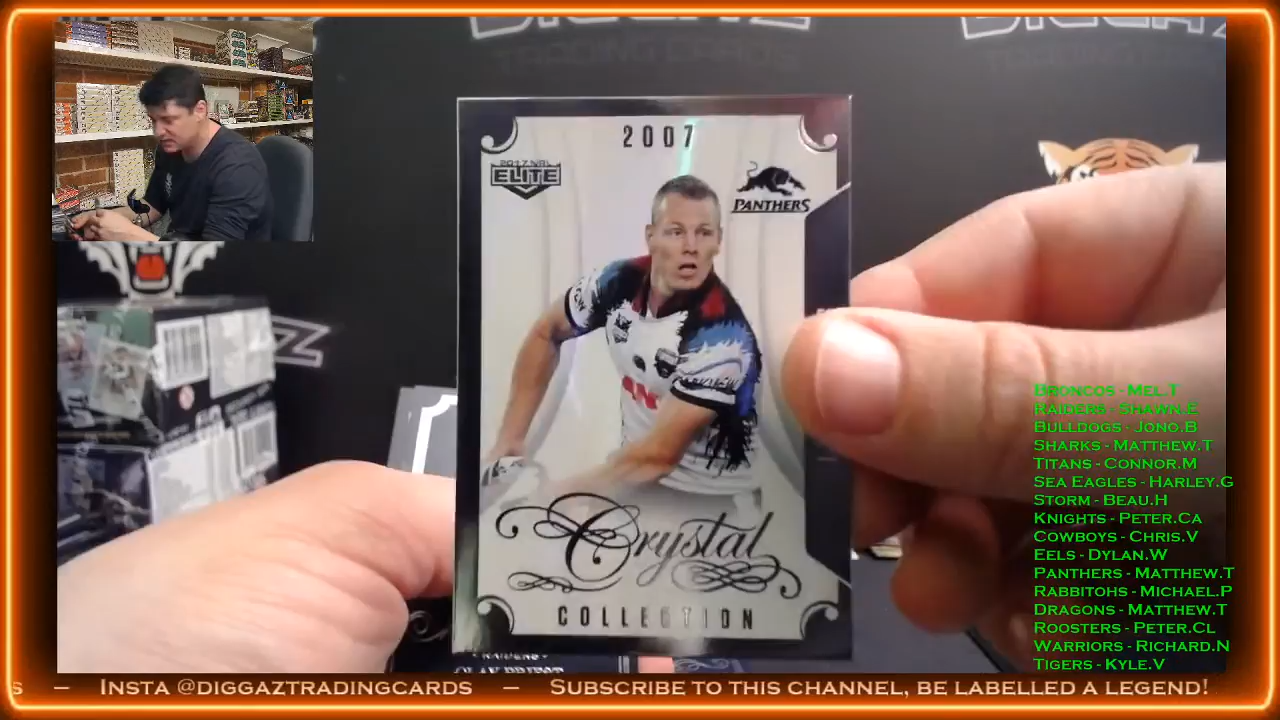 2007
2017 NRL
ELITE
PANTHERS
Crystal
COLLECTION
Broncos - Mel.T
Raiders - Shawn.E
Bulldogs - Jono.B
Sharks - Matthew.T
Titans - Connor.M
Sea Eagles - Harley.G
Storm - Beau.H
Knights - Peter.Ca
Cowboys - Chris.V
Eels - Dylan.W
Panthers - Matthew.T
Rabbitohs - Michael.P
Dragons - Matthew.T
Roosters - Peter.Cl
Warriors - Richard.N
Tigers - Kyle.V
s – Insta @diggaztradingcards – Subscribe to this channel, be labelled a legend!